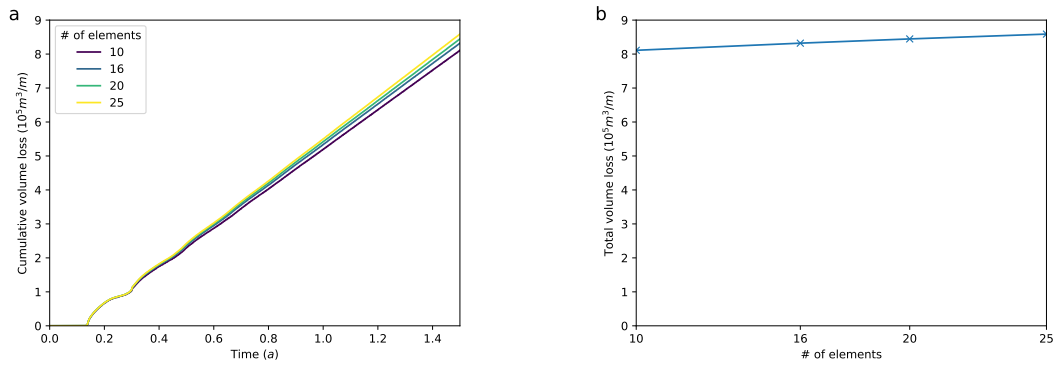 a
Cumulative volume loss (10⁵m³/m)
9
8
7
6
5
4
3
2
1
0
# of elements
10
16
20
25
0.0 0.2 0.4 0.6 0.8 1.0 1.2 1.4
Time (a)
b
Total volume loss (10⁵m³/m)
9
8
7
6
5
4
3
2
1
0
10 16 20 25
# of elements